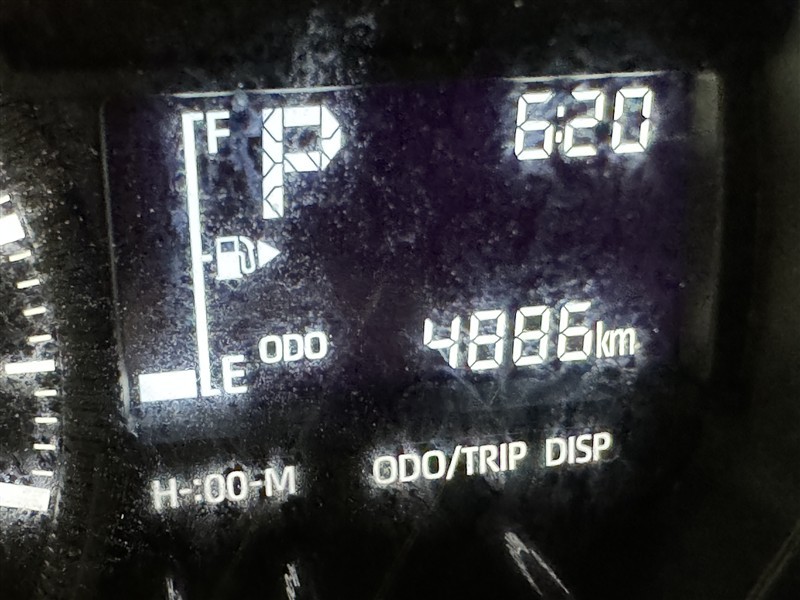 F P 6:20
ODO 4886km
E
H-:00-M ODO/TRIP DISP